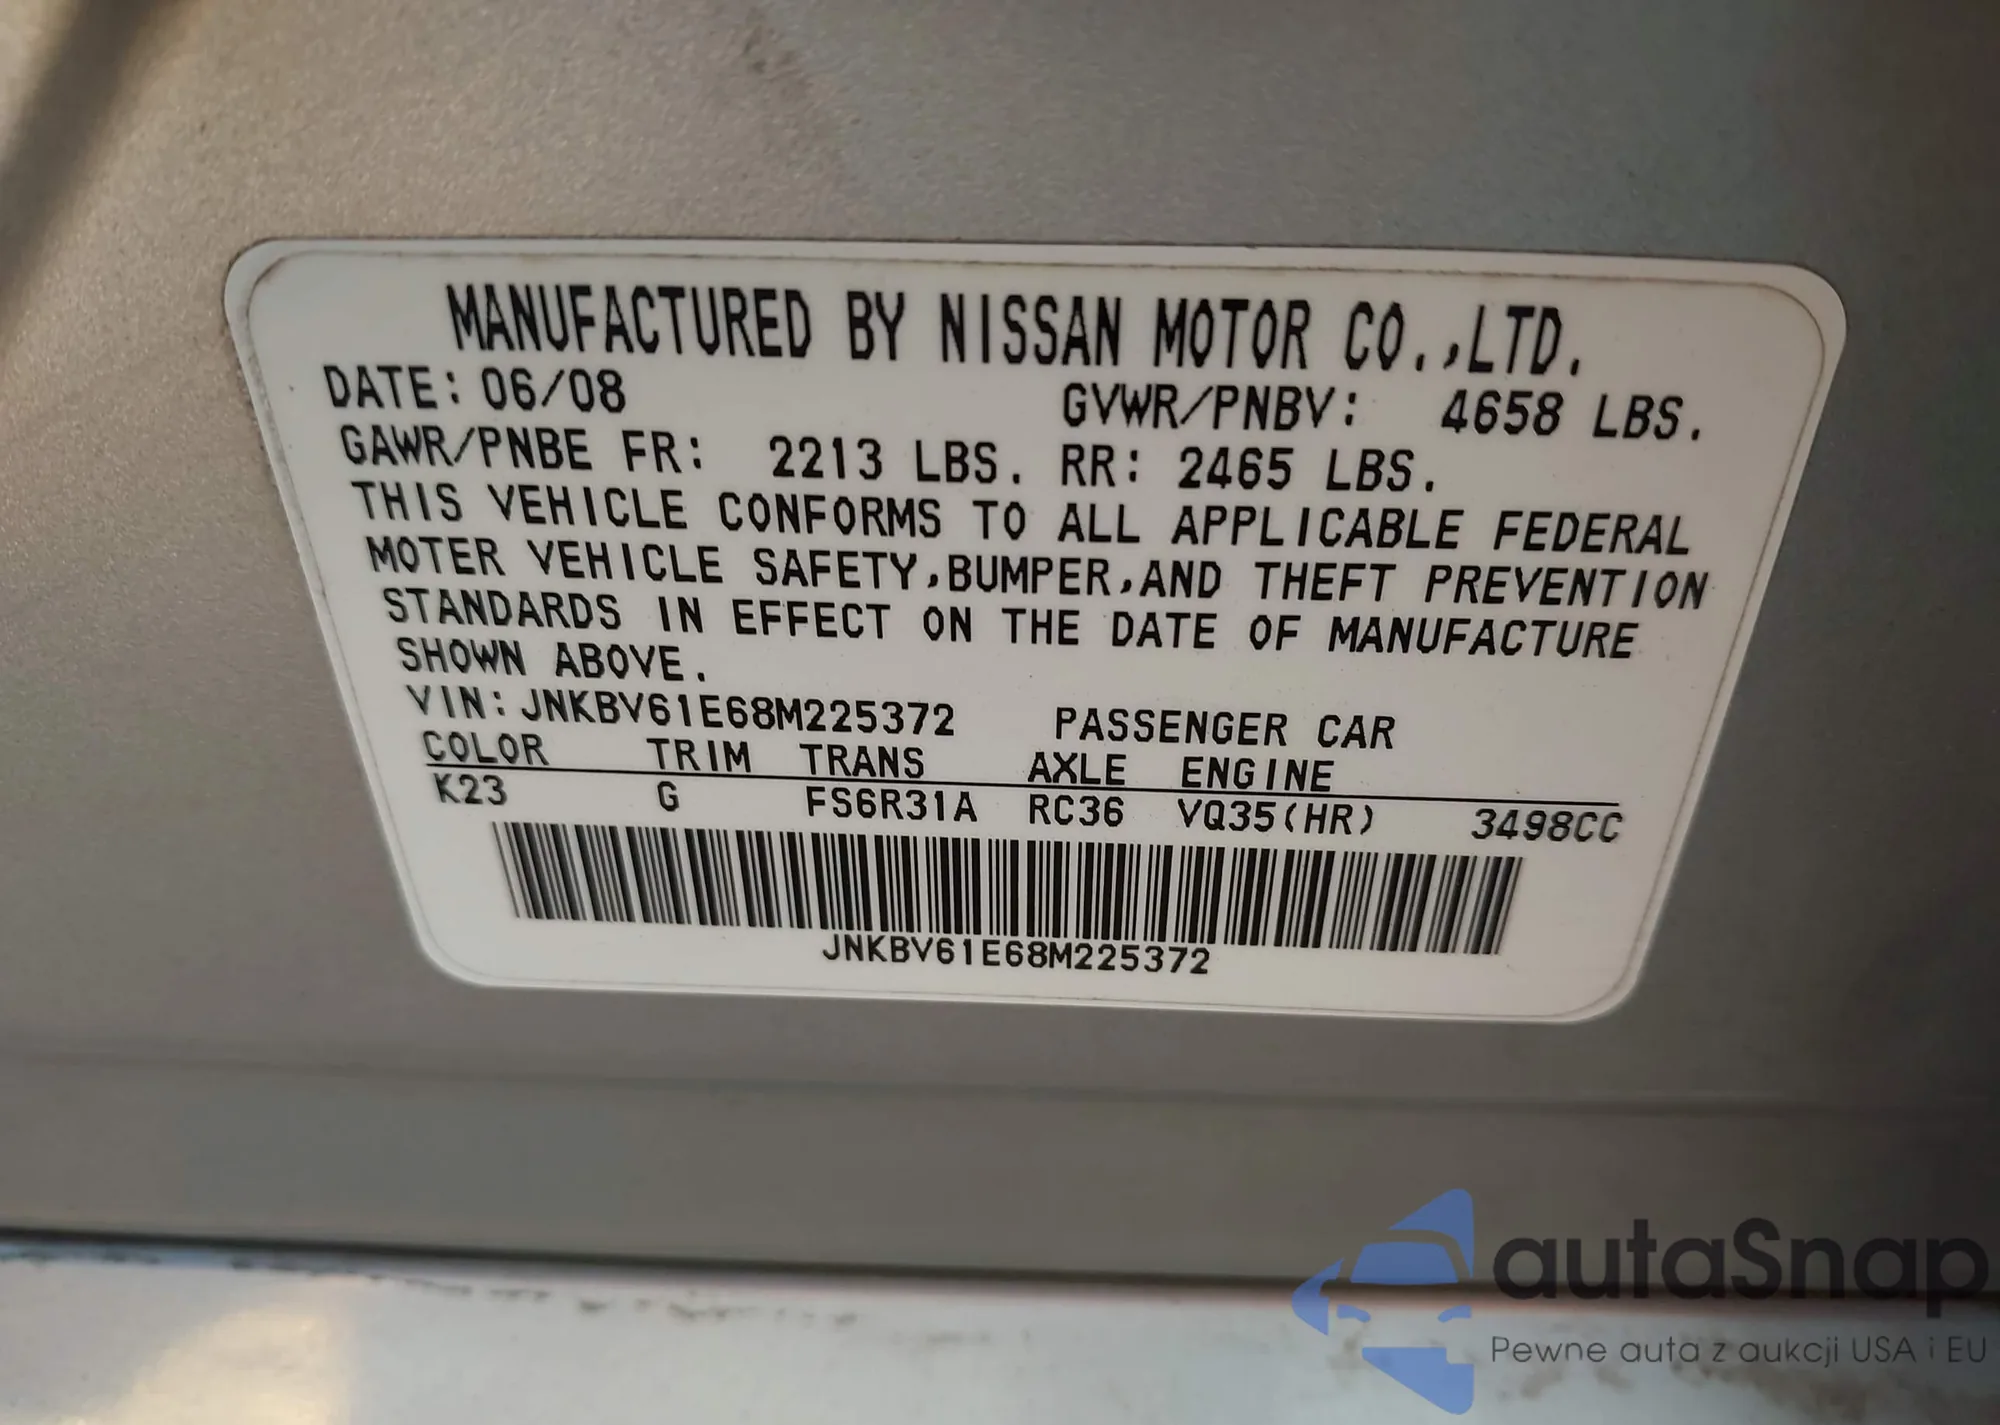 MANUFACTURED BY NISSAN MOTOR CO.,LTD.
DATE: 06/08 GVWR/PNBV: 4658 LBS.
GAWR/PNBE FR: 2213 LBS. RR: 2465 LBS.
THIS VEHICLE CONFORMS TO ALL APPLICABLE FEDERAL
MOTER VEHICLE SAFETY,BUMPER,AND THEFT PREVENTION
STANDARDS IN EFFECT ON THE DATE OF MANUFACTURE
SHOWN ABOVE.
VIN: JNKBV61E68M225372 PASSENGER CAR
COLOR TRIM TRANS AXLE ENGINE
K23 G FS6R31A RC36 VQ35(HR) 3498CC
JNKBV61E68M225372
autaSnap
Pewne auta z aukcji USA i EU